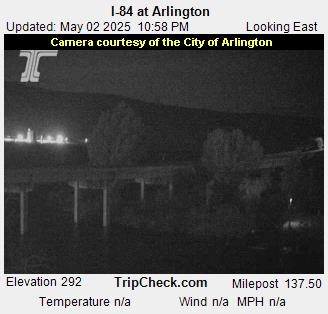 I-84 at Arlington
Updated: May 02 2025 10:58 PM Looking East
Camera courtesy of the City of Arlington
Elevation 292 TripCheck.com Milepost 137.50
Temperature n/a Wind n/a MPH n/a